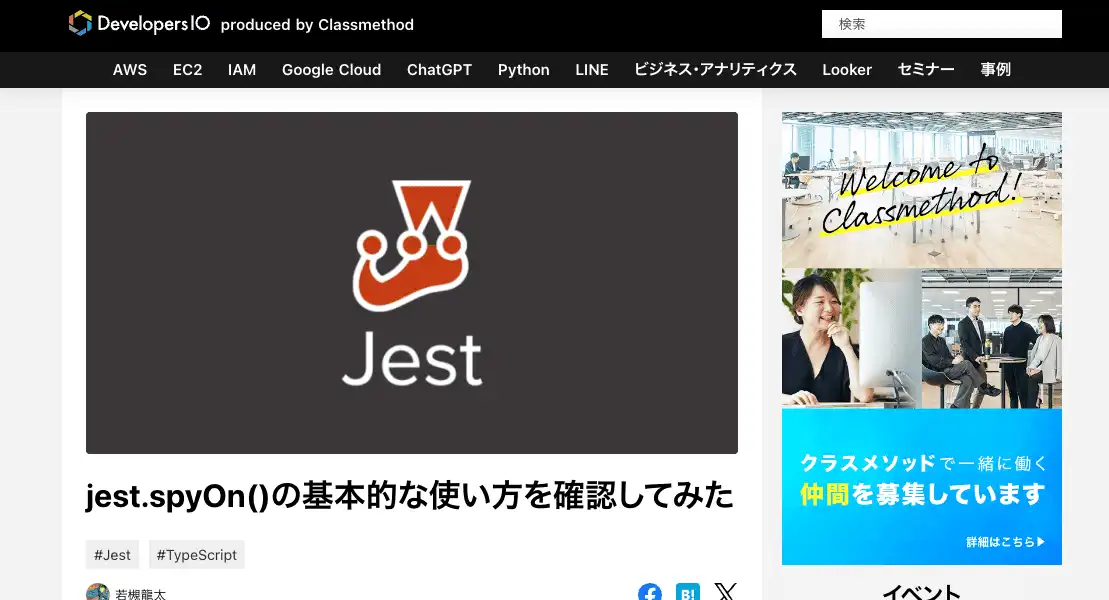 DevelopersIO produced by Classmethod
検索
AWS EC2 IAM Google Cloud ChatGPT Python LINE ビジネス・アナリティクス Looker セミナー 事例
Jest
Welcome to
Classmethod!
クラスメソッドで一緒に働く
仲間を募集しています
詳細はこちら
jest.spyOn()の基本的な使い方を確認してみた
#Jest #TypeScript
若槻龍太
B!
イベント